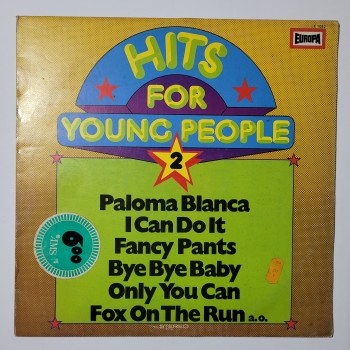 EUROPA
HITS
FOR
YOUNG PEOPLE
2
Paloma Blanca
I Can Do It
Fancy Pants
Bye Bye Baby
Only You Can
Fox On The Run a.o.
600
STEREO